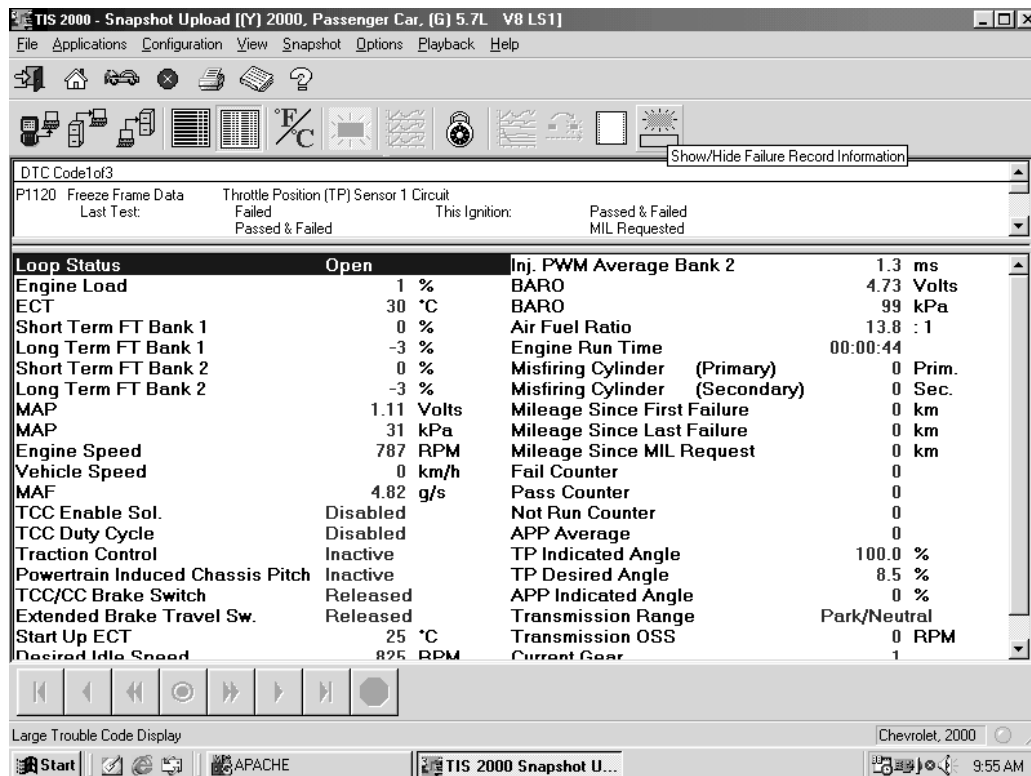 TIS 2000 - Snapshot Upload [(Y) 2000, Passenger Car, (G) 5.7L V8 LS1]
File Applications Configuration View Snapshot Options Playback Help
°F/C
Show/Hide Failure Record Information
DTC Code1of3
P1120 Freeze Frame Data Throttle Position (TP) Sensor 1 Circuit
Last Test: Failed This Ignition: Passed & Failed
Passed & Failed MIL Requested
Loop Status Open Inj. PWM Average Bank 2 1.3 ms
Engine Load 1 % BARO 4.73 Volts
ECT 30 °C BARO 99 kPa
Short Term FT Bank 1 0 % Air Fuel Ratio 13.8 : 1
Long Term FT Bank 1 -3 % Engine Run Time 00:00:44
Short Term FT Bank 2 0 % Misfiring Cylinder (Primary) 0 Prim.
Long Term FT Bank 2 -3 % Misfiring Cylinder (Secondary) 0 Sec.
MAP 1.11 Volts Mileage Since First Failure 0 km
MAP 31 kPa Mileage Since Last Failure 0 km
Engine Speed 787 RPM Mileage Since MIL Request 0 km
Vehicle Speed 0 km/h Fail Counter 0
MAF 4.82 g/s Pass Counter 0
TCC Enable Sol. Disabled Not Run Counter 0
TCC Duty Cycle Disabled APP Average 0
Traction Control Inactive TP Indicated Angle 100.0 %
Powertrain Induced Chassis Pitch Inactive TP Desired Angle 8.5 %
TCC/CC Brake Switch Released APP Indicated Angle 0 %
Extended Brake Travel Sw. Released Transmission Range Park/Neutral
Start Up ECT 25 °C Transmission OSS 0 RPM
Desired Idle Speed 825 RPM Current Gear 1
Large Trouble Code Display Chevrolet, 2000
Start APACHE TIS 2000 Snapshot U... 9:55 AM